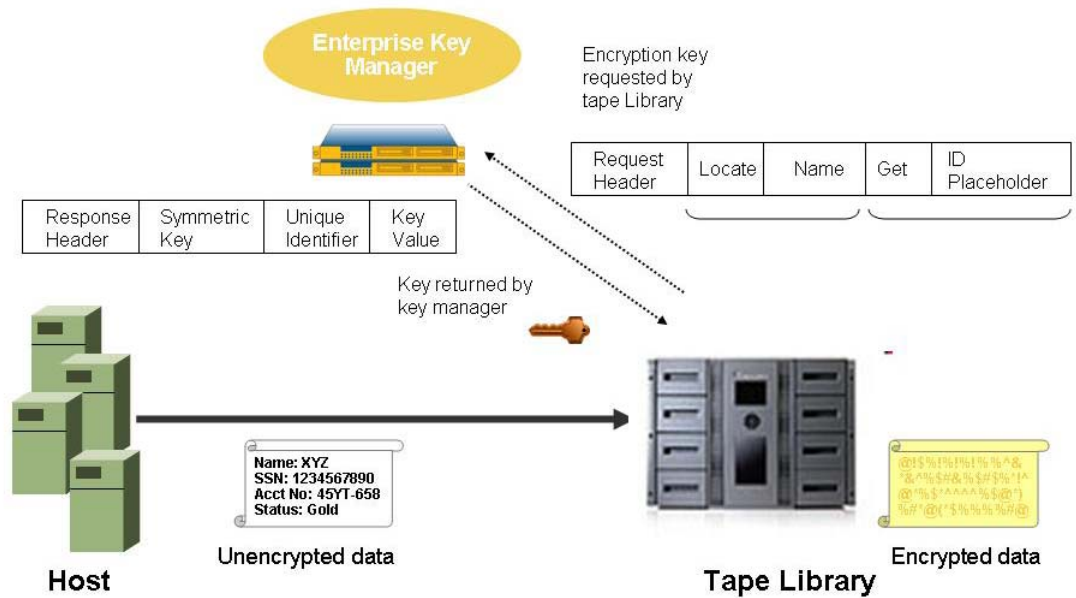 Enterprise Key
Manager
Encryption key
requested by
tape Library
Request
Header
Locate
Name
Get
ID
Placeholder
Response
Header
Symmetric
Key
Unique
Identifier
Key
Value
Key returned by
key manager
Name: XYZ
SSN: 1234567890
Acct No: 45YT-658
Status: Gold
Unencrypted data
Encrypted data
Host
Tape Library